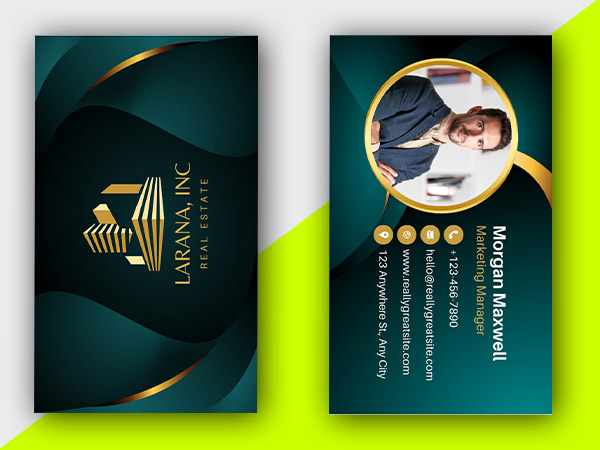 LARANA, INC
REAL ESTATE
Morgan Maxwell
Marketing Manager
+123-456-7890
hello@reallygreatsite.com
www.reallygreatsite.com
123 Anywhere St., Any City